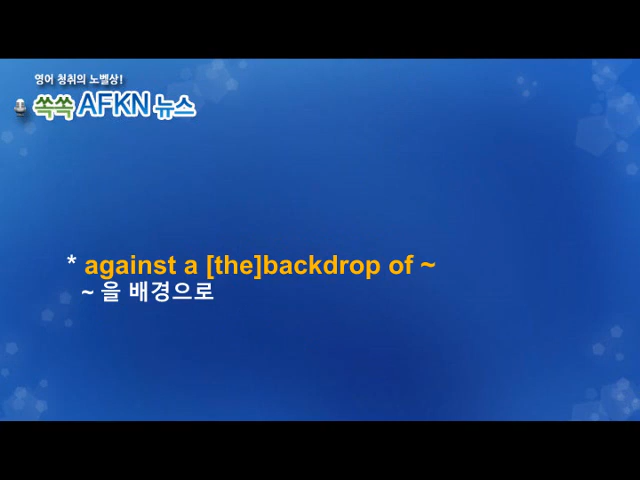 영어 청취의 노벨상!
쏙쏙 AFKN 뉴스
* against a [the]backdrop of ~
~ 을 배경으로